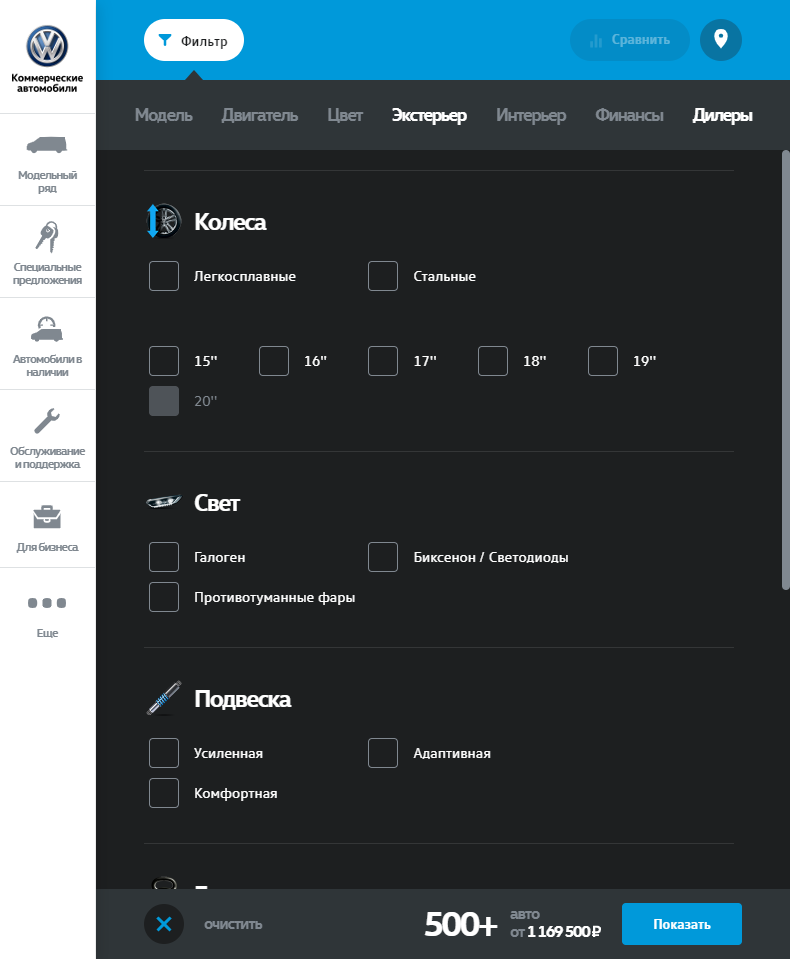 Коммерческие
автомобили
Модельный
ряд
Специальные
предложения
Автомобили в
наличии
Обслуживание
и поддержка
Для бизнеса
Еще
Фильтр
Сравнить
Модель Двигатель Цвет Экстерьер Интерьер Финансы Дилеры
Колеса
Легкосплавные Стальные
15" 16" 17" 18" 19"
20"
Свет
Галоген Биксенон / Светодиоды
Противотуманные фары
Подвеска
Усиленная Адаптивная
Комфортная
ОЧИСТИТЬ
500+
авто
от 1 169 500 ₽
Показать